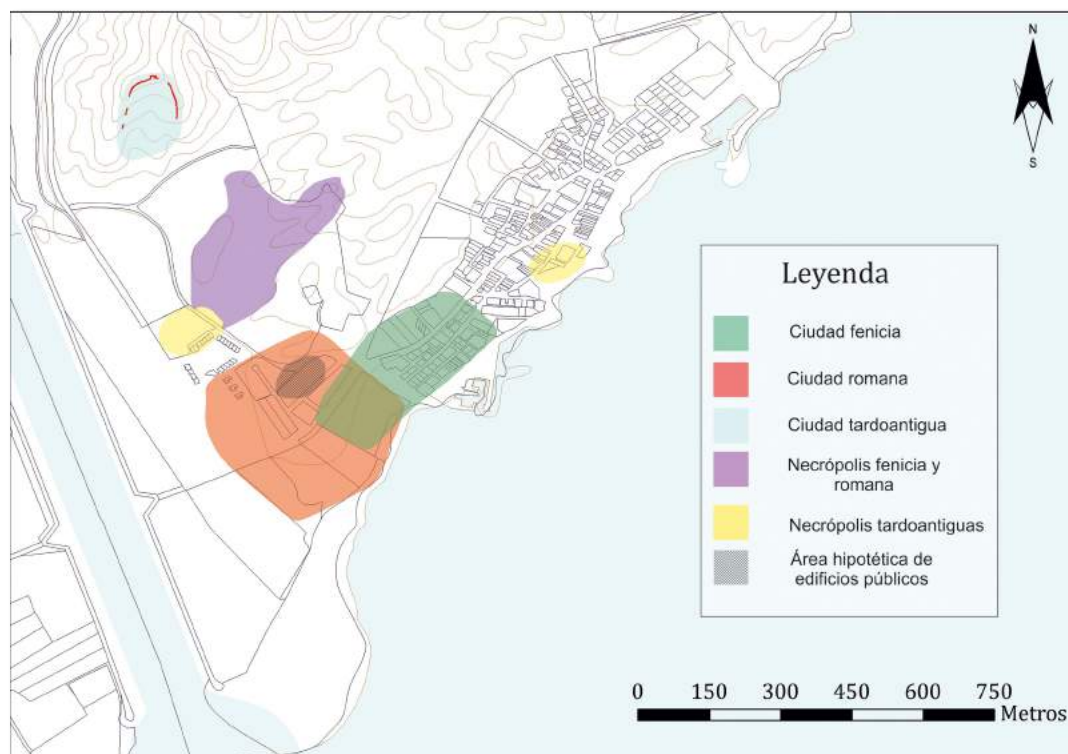 N
S
Leyenda
Ciudad fenicia
Ciudad romana
Ciudad tardoantigua
Necrópolis fenicia y
romana
Necrópolis tardoantiguas
Área hipotética de
edificios públicos
0 150 300 450 600 750
Metros